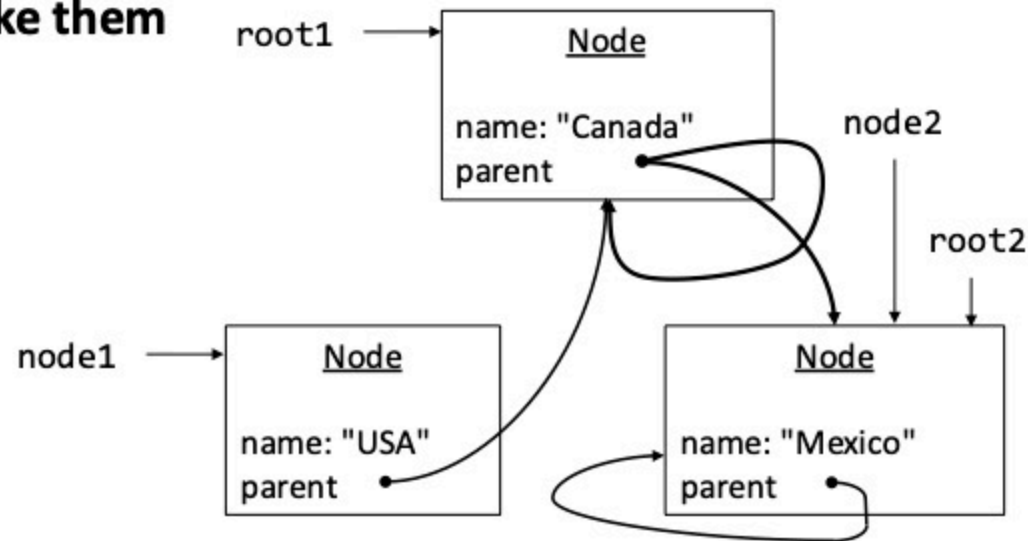 ke them
root1
Node
name: "Canada"
parent
node2
root2
node1
Node
name: "USA"
parent
Node
name: "Mexico"
parent